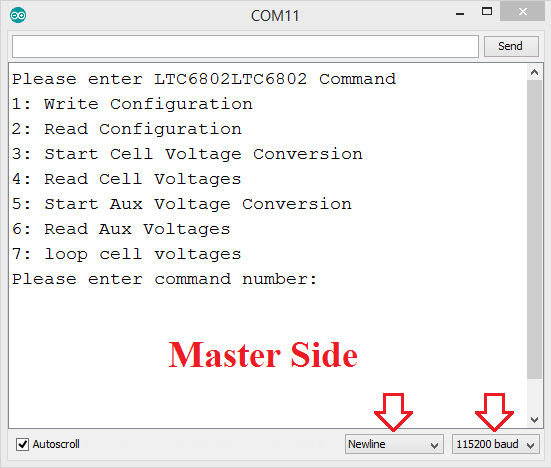 COM11
Send
Please enter LTC6802LTC6802 Command
1: Write Configuration
2: Read Configuration
3: Start Cell Voltage Conversion
4: Read Cell Voltages
5: Start Aux Voltage Conversion
6: Read Aux Voltages
7: loop cell voltages
Please enter command number:
Master Side
Autoscroll Newline 115200 baud